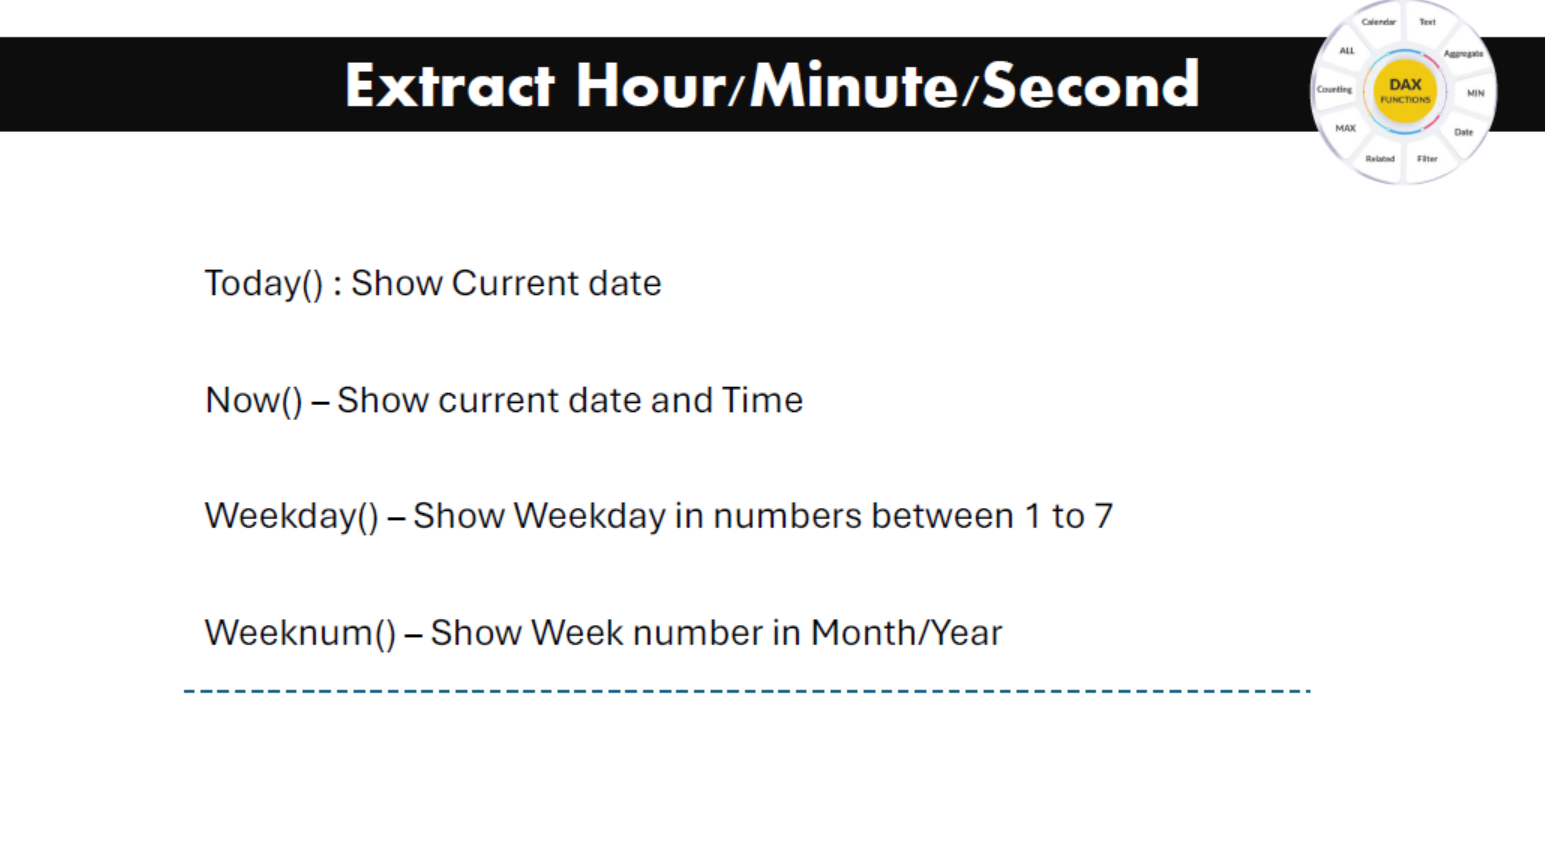 Extract Hour/Minute/Second
Calendar
Text
ALL
Aggregate
Counting
DAX
FUNCTIONS
MIN
MAX
Date
Related
Filter
Today() : Show Current date
Now() – Show current date and Time
Weekday() – Show Weekday in numbers between 1 to 7
Weeknum() – Show Week number in Month/Year